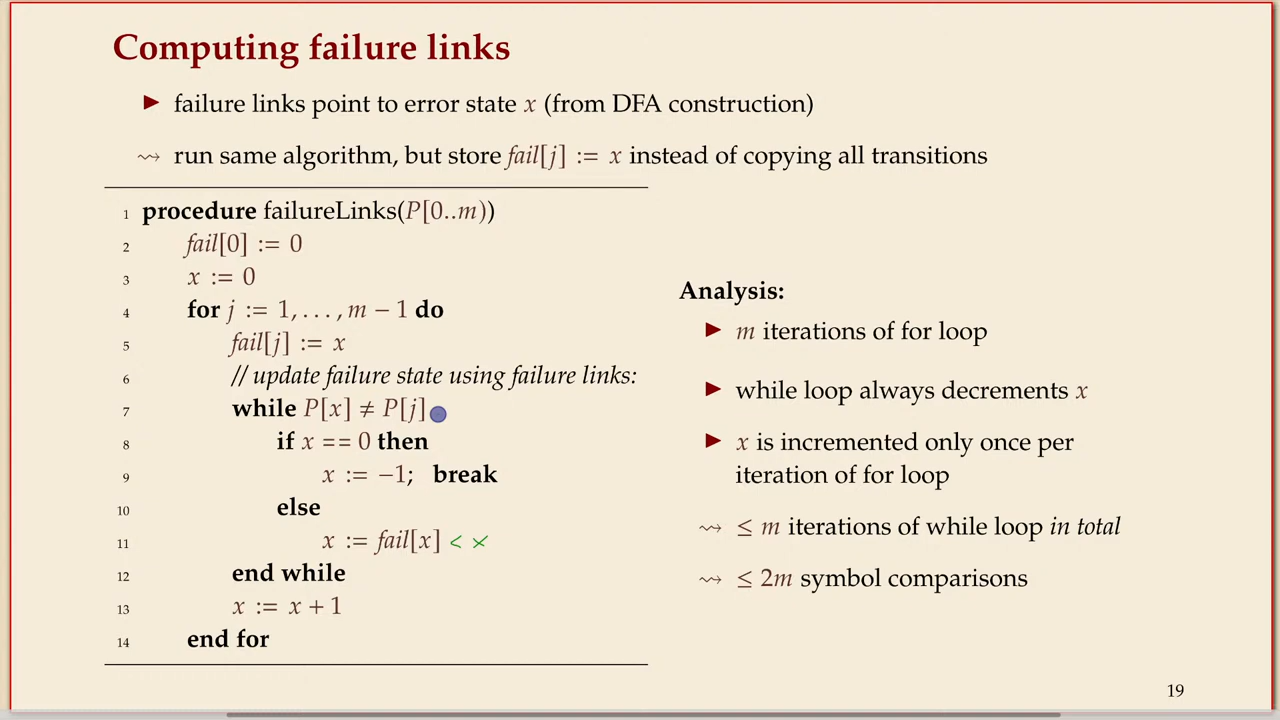 Computing failure links
▶ failure links point to error state x (from DFA construction)
⇝ run same algorithm, but store fail[j] := x instead of copying all transitions
1 procedure failureLinks(P[0..m))
2 fail[0] := 0
3 x := 0
4 for j := 1, . . . , m − 1 do
5 fail[j] := x
6 // update failure state using failure links:
7 while P[x] ≠ P[j]
8 if x == 0 then
9 x := −1; break
10 else
11 x := fail[x] < x
12 end while
13 x := x + 1
14 end for
Analysis:
▶ m iterations of for loop
▶ while loop always decrements x
▶ x is incremented only once per
iteration of for loop
⇝ ≤ m iterations of while loop in total
⇝ ≤ 2m symbol comparisons
19